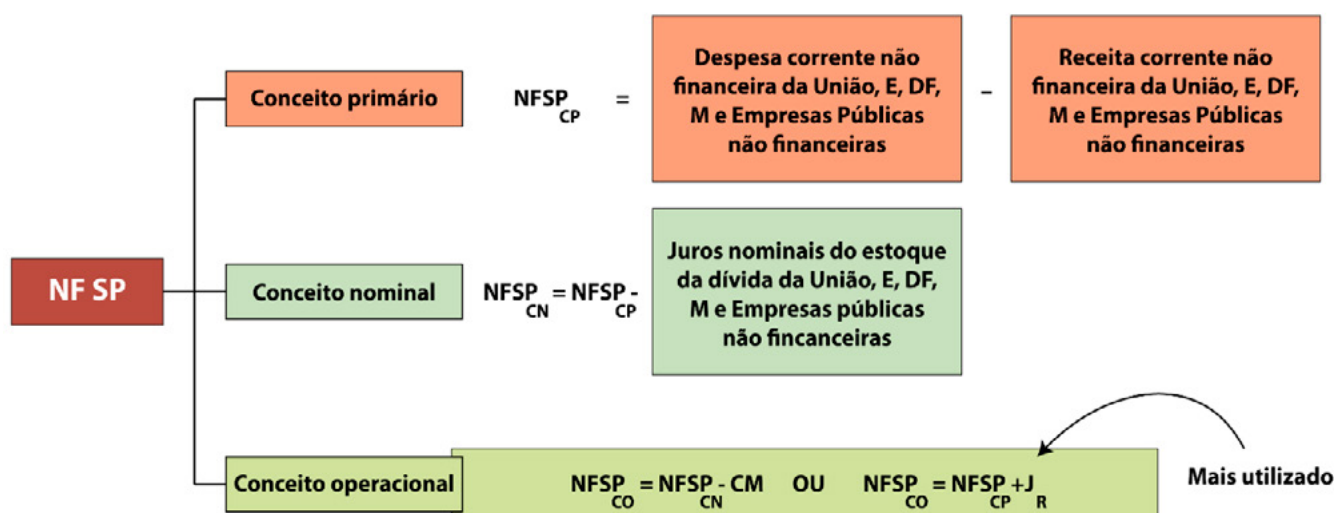 Conceito primário
NFSP CP =
Despesa corrente não
financeira da União, E, DF,
M e Empresas Públicas
não financeiras
-
Receita corrente não
financeira da União, E, DF,
M e Empresas Públicas
não financeiras
NF SP
Conceito nominal
NFSP CN = NFSP CP -
Juros nominais do estoque
da dívida da União, E, DF,
M e Empresas públicas
não fincanceiras
Conceito operacional
NFSP CO = NFSP CN - CM OU NFSP CO = NFSP CP + J R
Mais utilizado